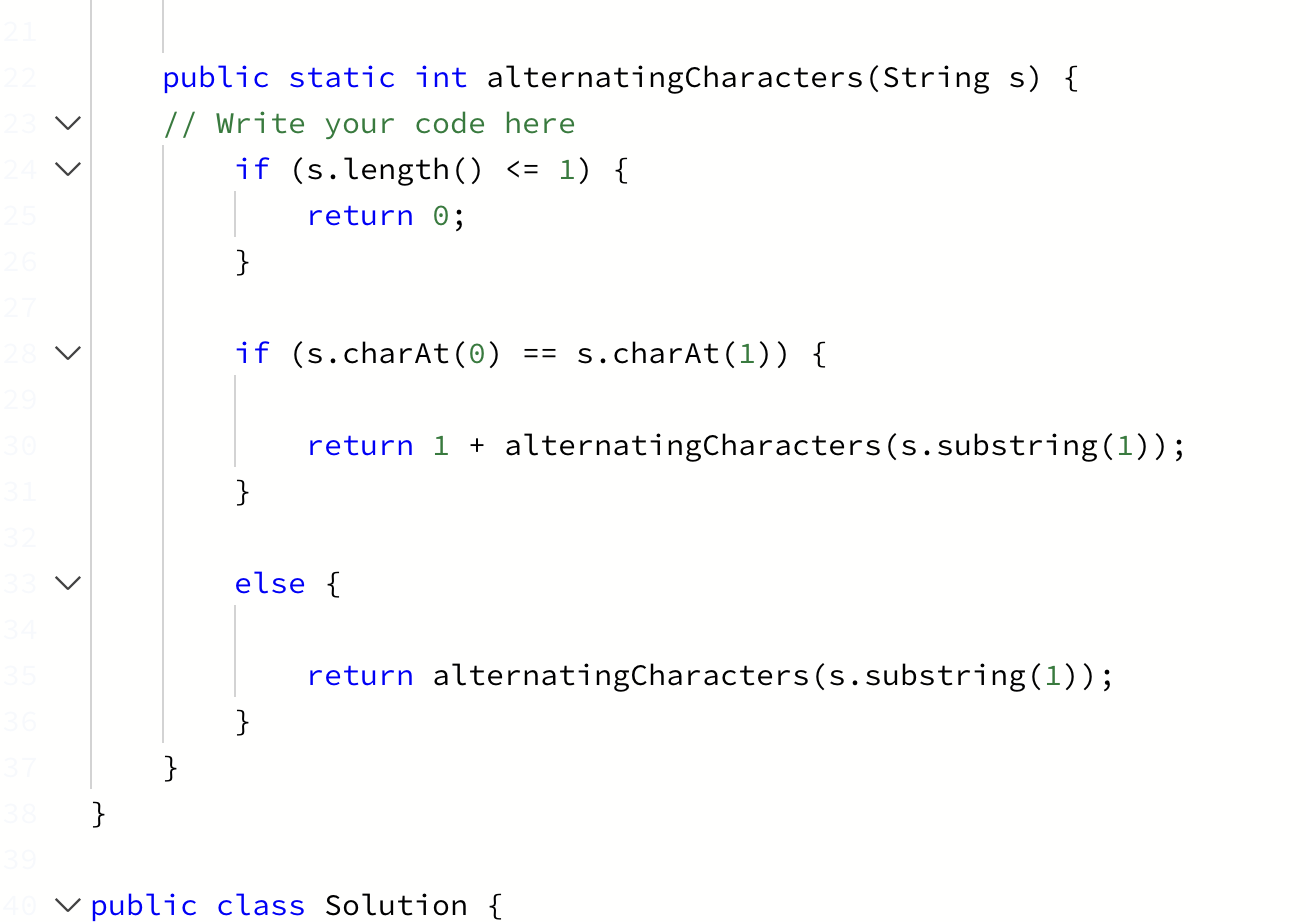 21
22 public static int alternatingCharacters(String s) {
23 // Write your code here
24 if (s.length() <= 1) {
25 return 0;
26 }
27
28 if (s.charAt(0) == s.charAt(1)) {
29
30 return 1 + alternatingCharacters(s.substring(1));
31 }
32
33 else {
34
35 return alternatingCharacters(s.substring(1));
36 }
37 }
38 }
39
40 public class Solution {